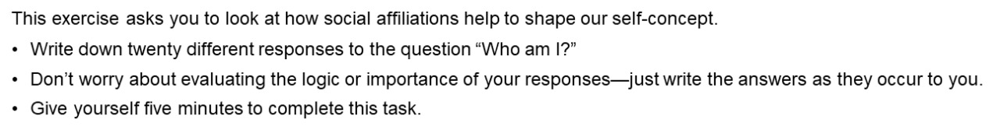 This exercise asks you to look at how social affiliations help to shape our self-concept.
• Write down twenty different responses to the question “Who am I?”
• Don’t worry about evaluating the logic or importance of your responses—just write the answers as they occur to you.
• Give yourself five minutes to complete this task.